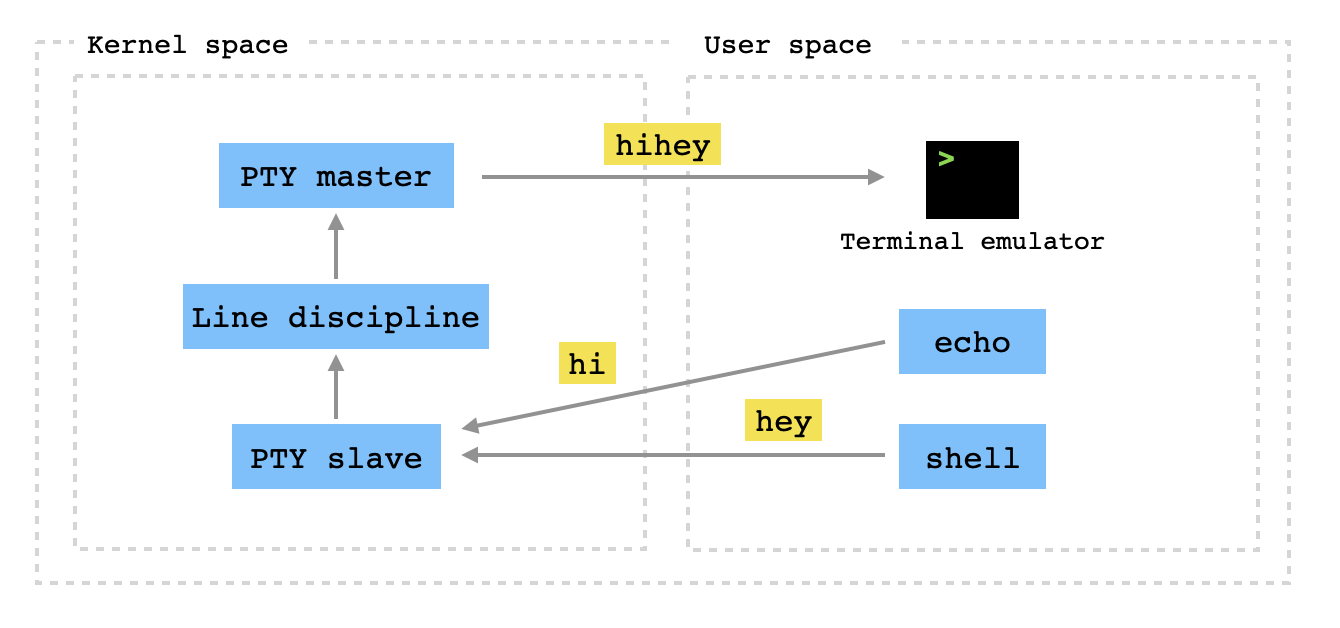 Kernel space
User space
hihey
PTY master
>
Terminal emulator
Line discipline
echo
hi
hey
PTY slave
shell